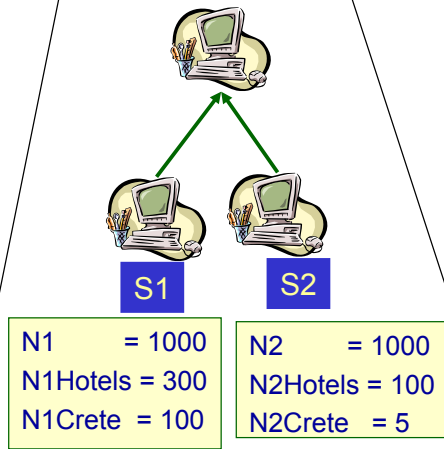 S1
S2
N1 = 1000
N1Hotels = 300
N1Crete = 100
N2 = 1000
N2Hotels = 100
N2Crete = 5